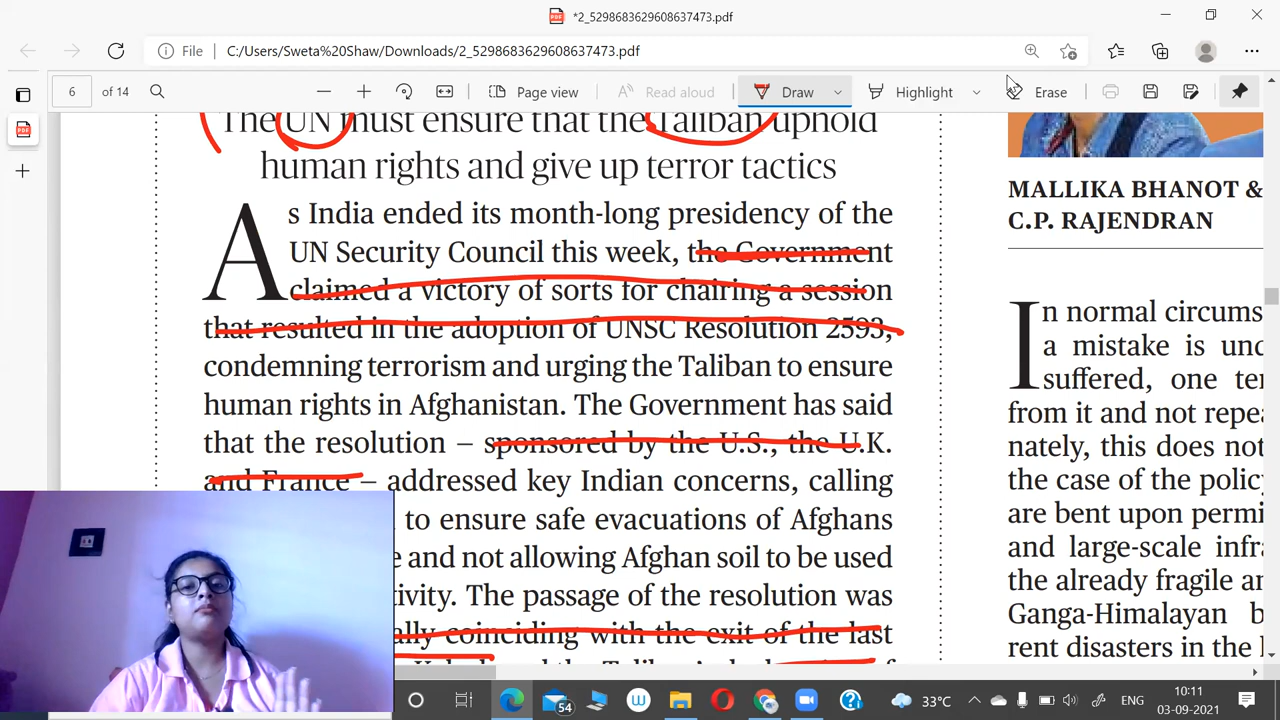 *2_5298683629608637473.pdf
File
C:/Users/Sweta%20Shaw/Downloads/2_5298683629608637473.pdf
6 of 14
Page view
Read aloud
Draw
Highlight
Erase
The UN must ensure that the Taliban uphold
human rights and give up terror tactics
As India ended its month-long presidency of the
UN Security Council this week, the Government
claimed a victory of sorts for chairing a session
that resulted in the adoption of UNSC Resolution 2593,
condemning terrorism and urging the Taliban to ensure
human rights in Afghanistan. The Government has said
that the resolution – sponsored by the U.S., the U.K.
and France – addressed key Indian concerns, calling
to ensure safe evacuations of Afghans
e and not allowing Afghan soil to be used
tivity. The passage of the resolution was
ally coinciding with the exit of the last
MALLIKA BHANOT &
C.P. RAJENDRAN
In normal circums
a mistake is und
suffered, one ter
from it and not repea
nately, this does not
the case of the policy
are bent upon permi
and large-scale infra
the already fragile an
Ganga-Himalayan b
rent disasters in the
54
33°C
ENG
10:11
03-09-2021